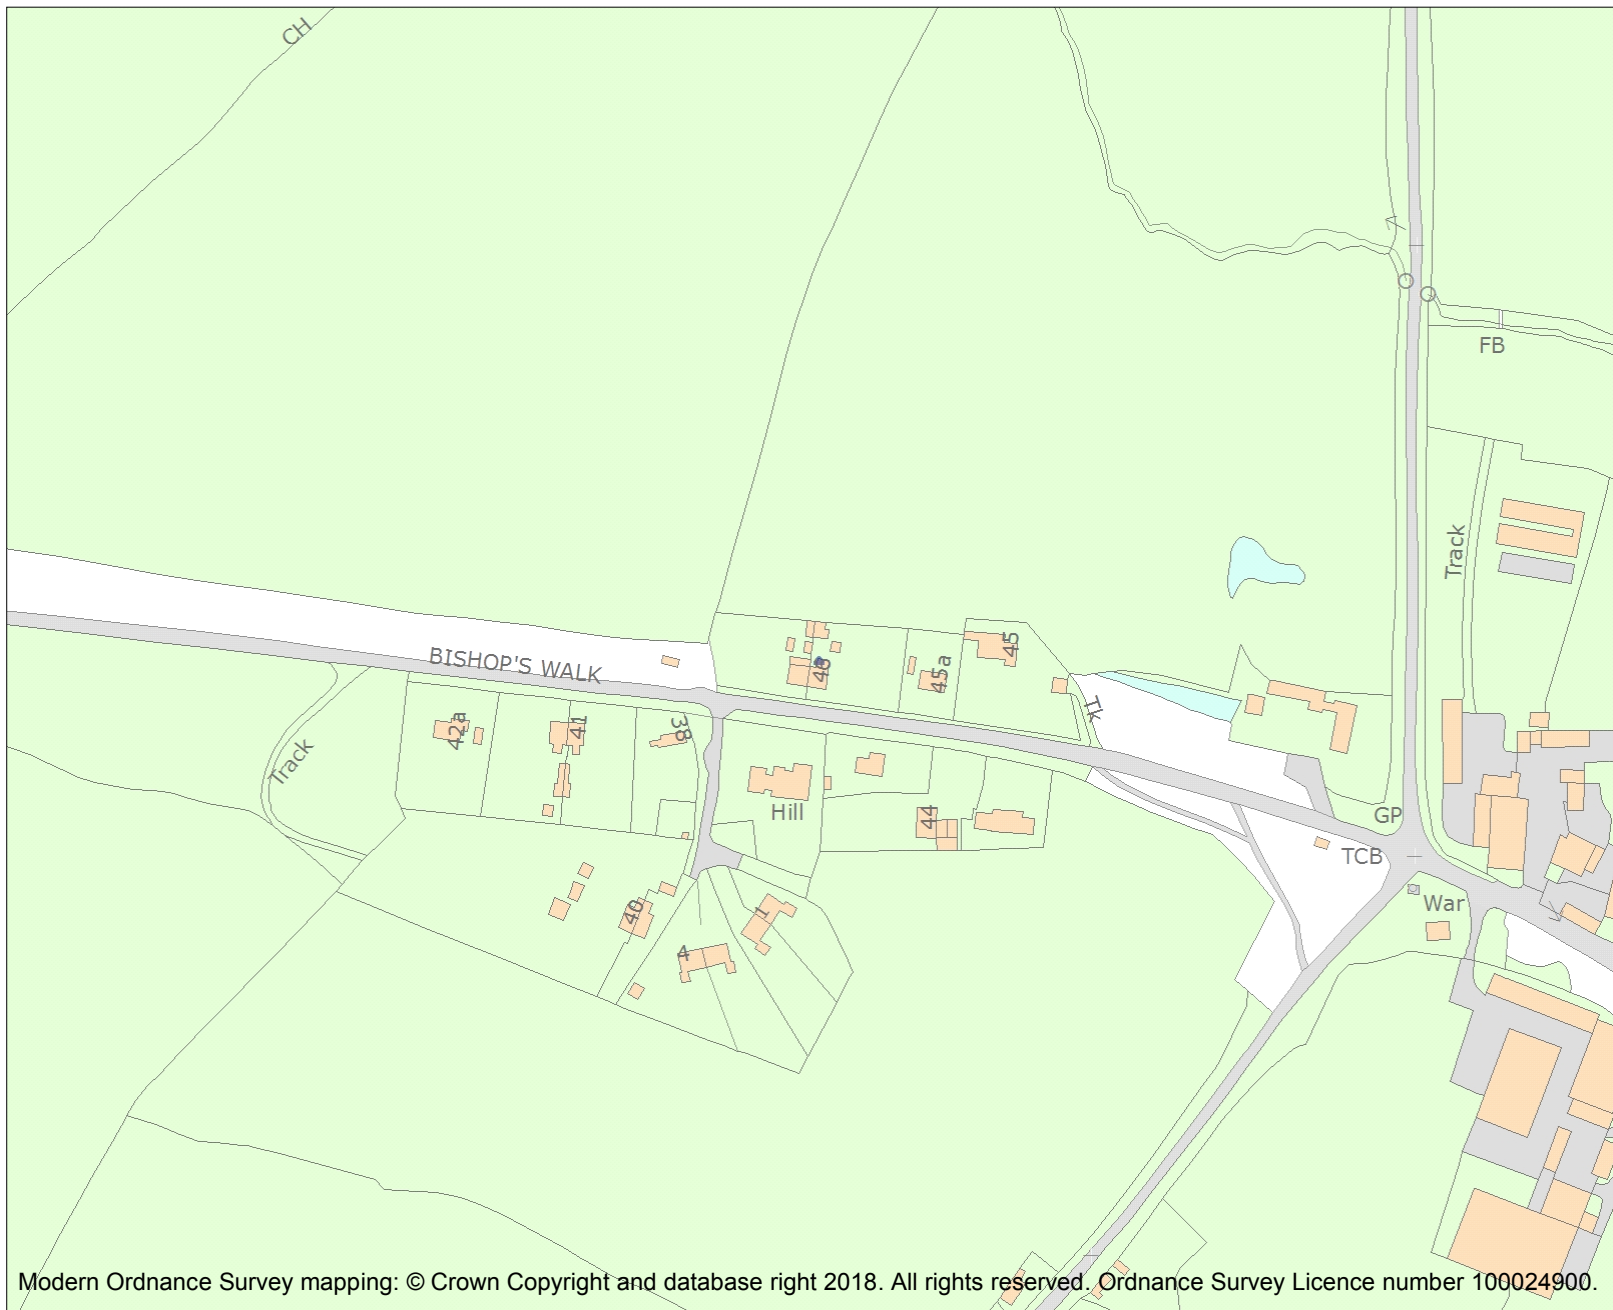 CH
FB
Track
45
46
45a
BISHOP'S WALK
Tk
42a
41
38
Track
Hill
44
GP
TCB
War
40
1
4
Modern Ordnance Survey mapping: © Crown Copyright and database right 2018. All rights reserved. Ordnance Survey Licence number 100024900.